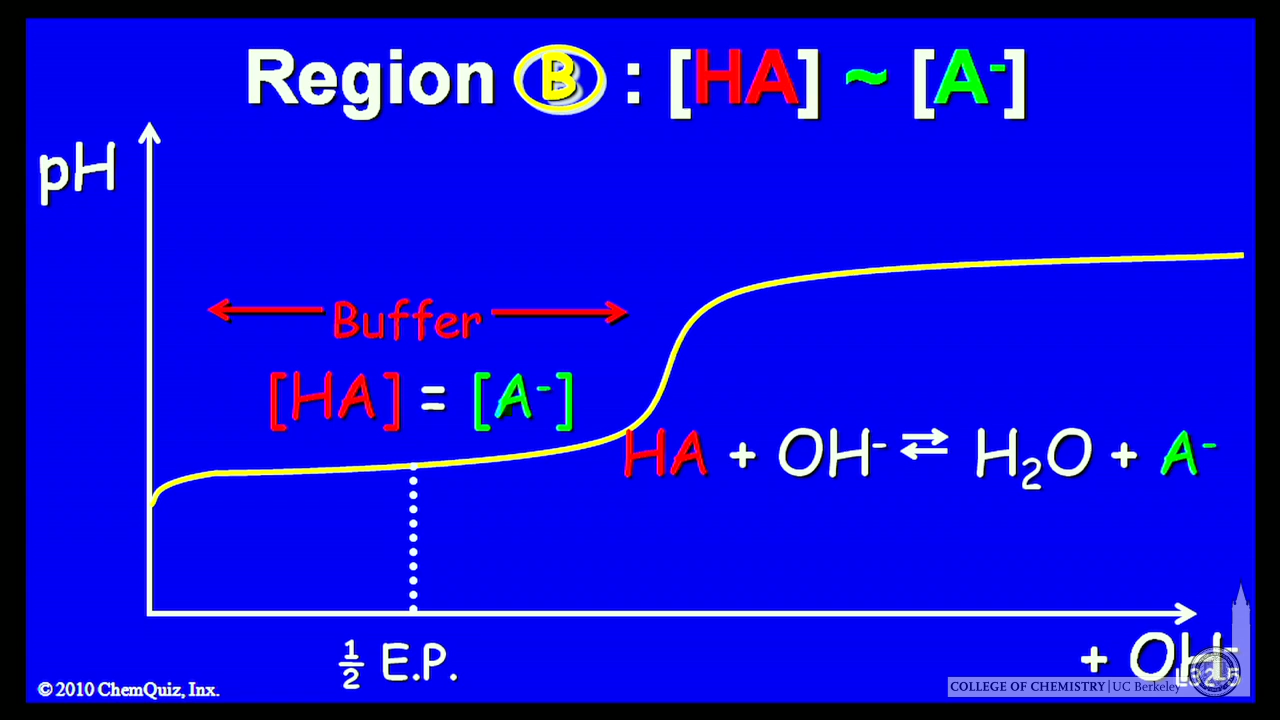 Region B : [HA] ~ [A⁻]
pH
Buffer
[HA] = [A⁻]
HA + OH⁻ ⇄ H₂O + A⁻
½ E.P.
+ OH⁻
© 2010 ChemQuiz, Inx.
COLLEGE OF CHEMISTRY | UC Berkeley